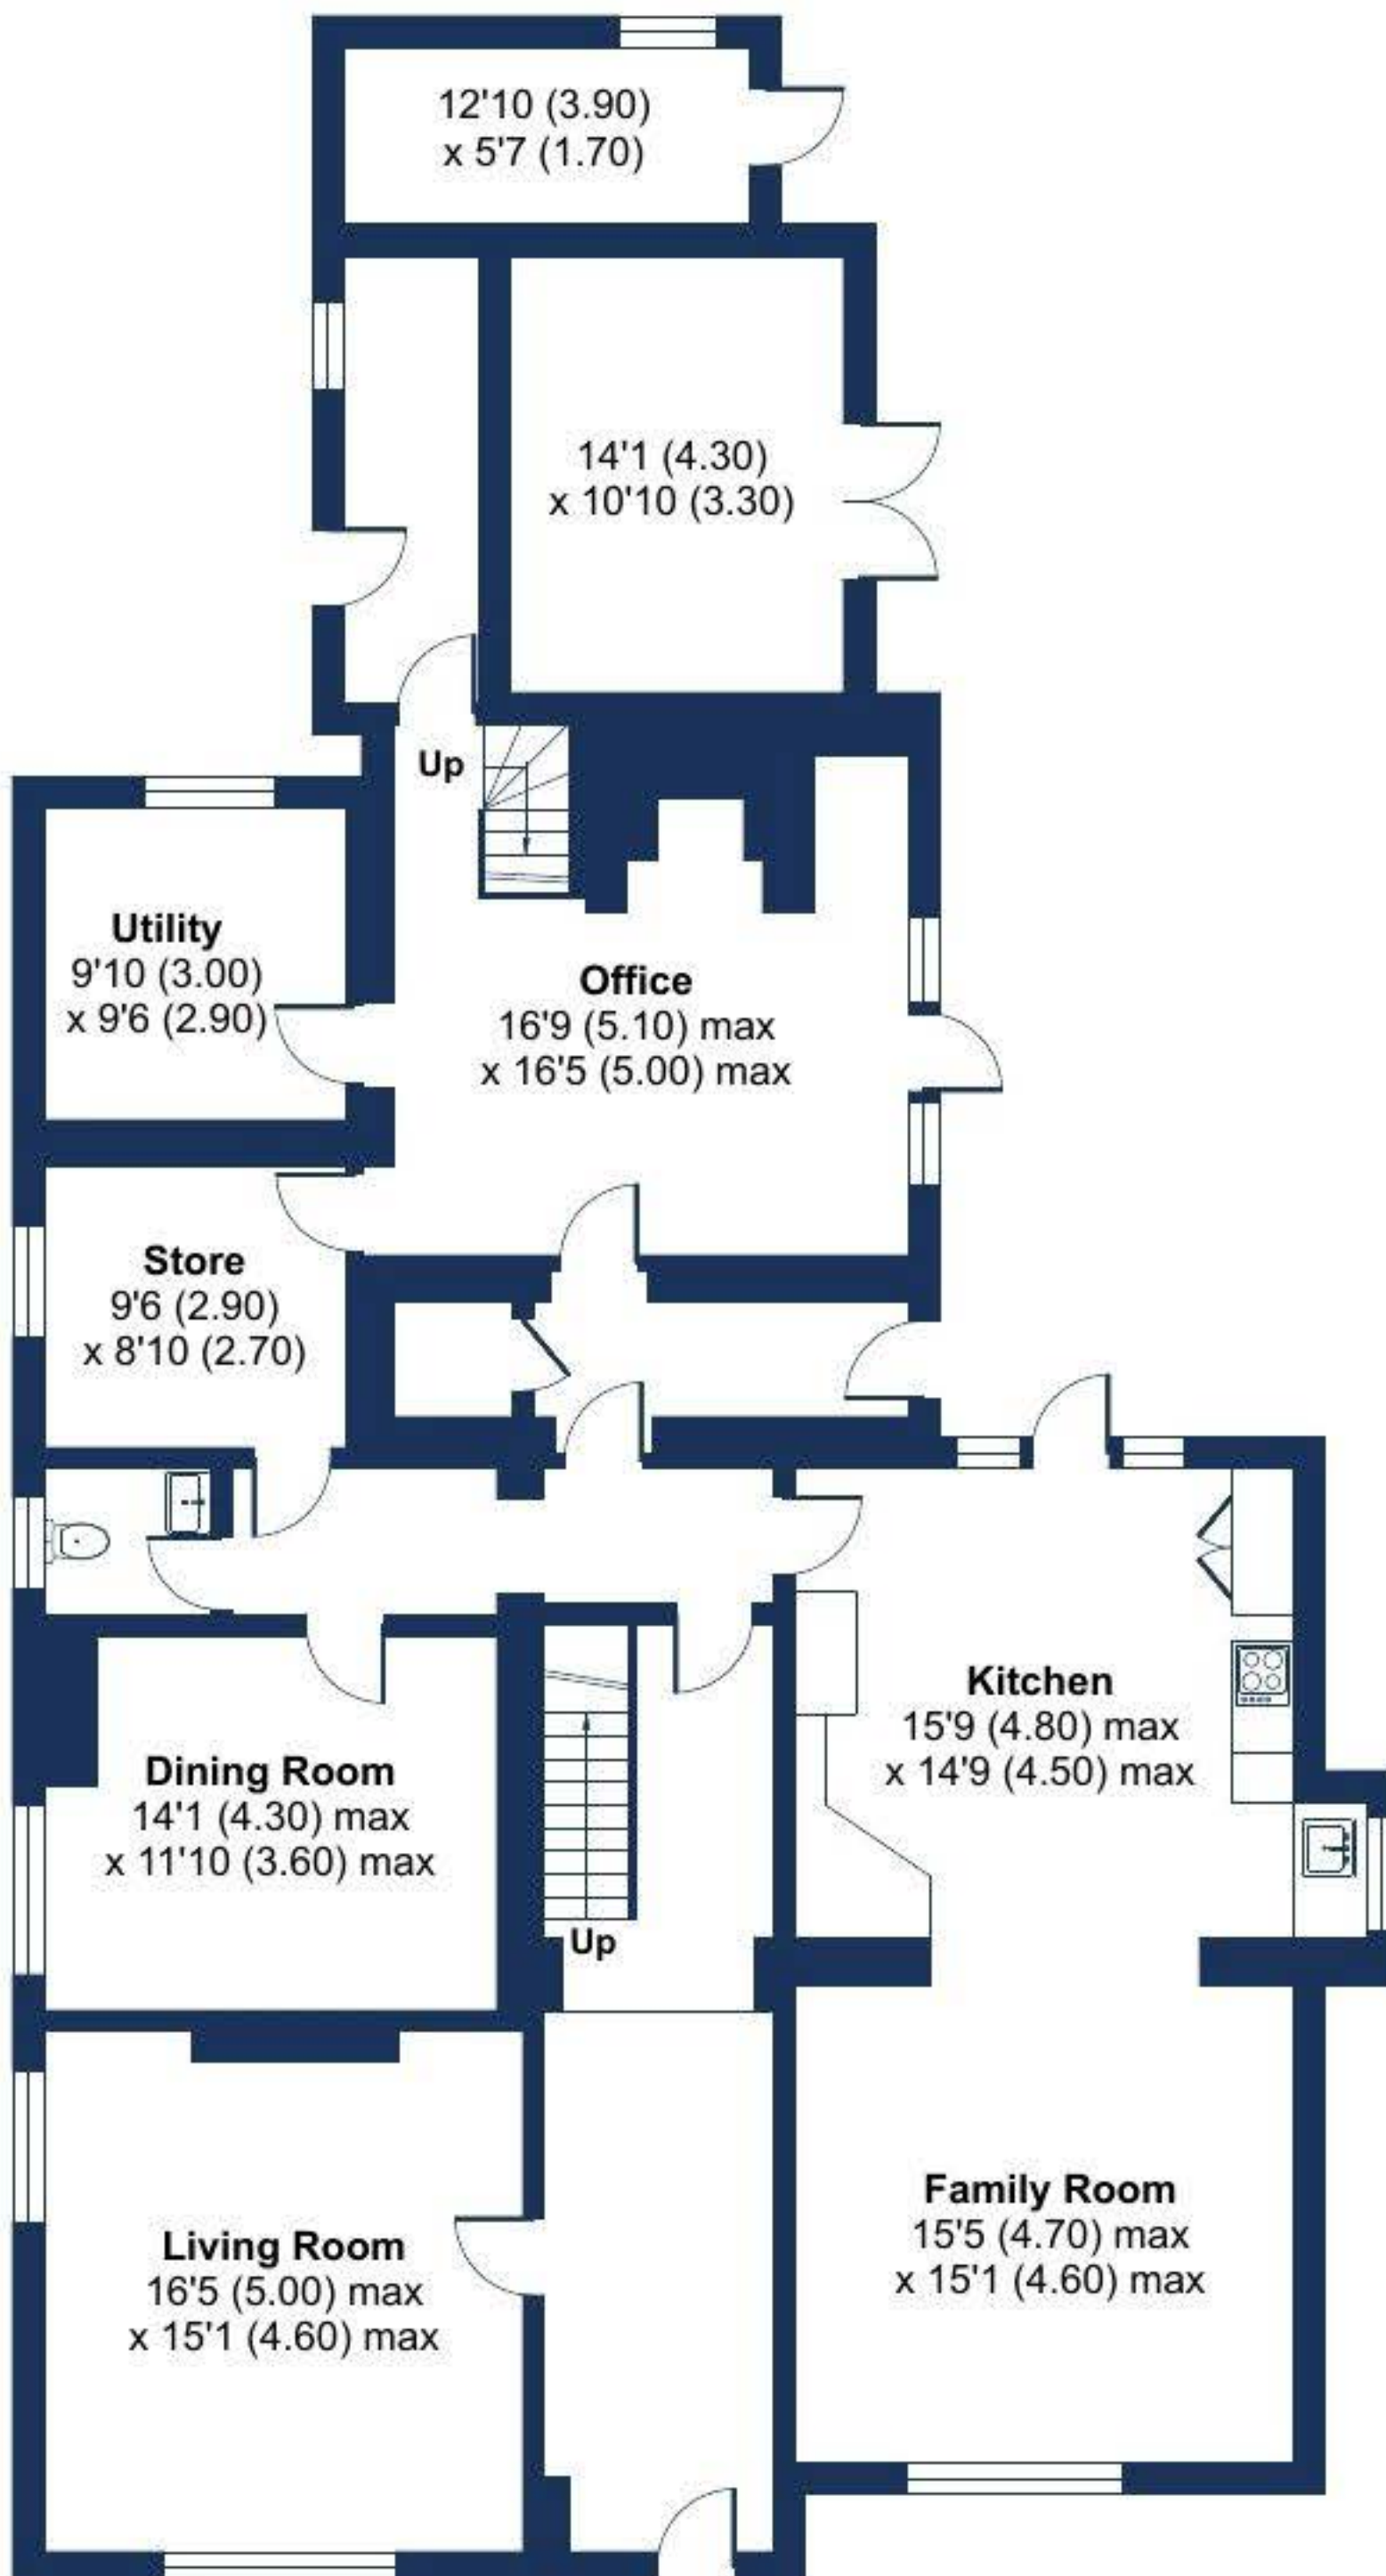 12'10 (3.90)
x 5'7 (1.70)
14'1 (4.30)
x 10'10 (3.30)
Up
Utility
9'10 (3.00)
x 9'6 (2.90)
Office
16'9 (5.10) max
x 16'5 (5.00) max
Store
9'6 (2.90)
x 8'10 (2.70)
Kitchen
15'9 (4.80) max
x 14'9 (4.50) max
Dining Room
14'1 (4.30) max
x 11'10 (3.60) max
Up
Family Room
15'5 (4.70) max
x 15'1 (4.60) max
Living Room
16'5 (5.00) max
x 15'1 (4.60) max